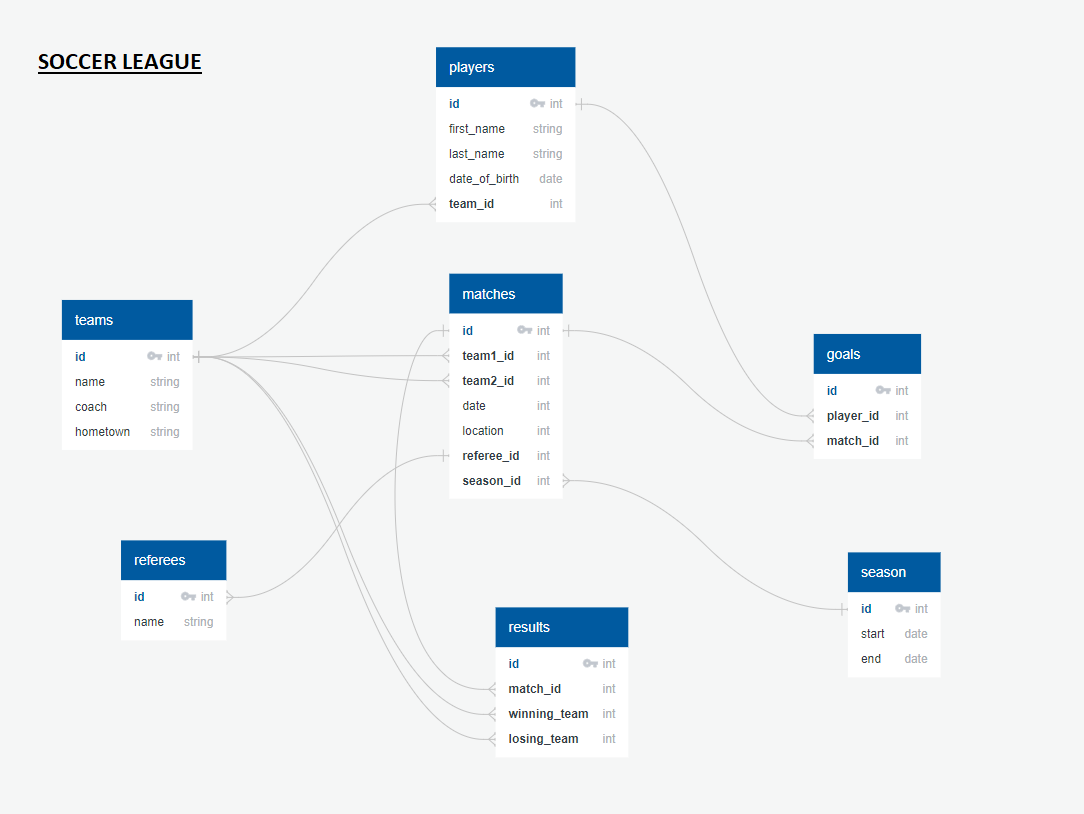 SOCCER LEAGUE
players
id int
first_name string
last_name string
date_of_birth date
team_id int
matches
id int
team1_id int
team2_id int
date int
location int
referee_id int
season_id int
teams
id int
name string
coach string
hometown string
goals
id int
player_id int
match_id int
referees
id int
name string
season
id int
start date
end date
results
id int
match_id int
winning_team int
losing_team int